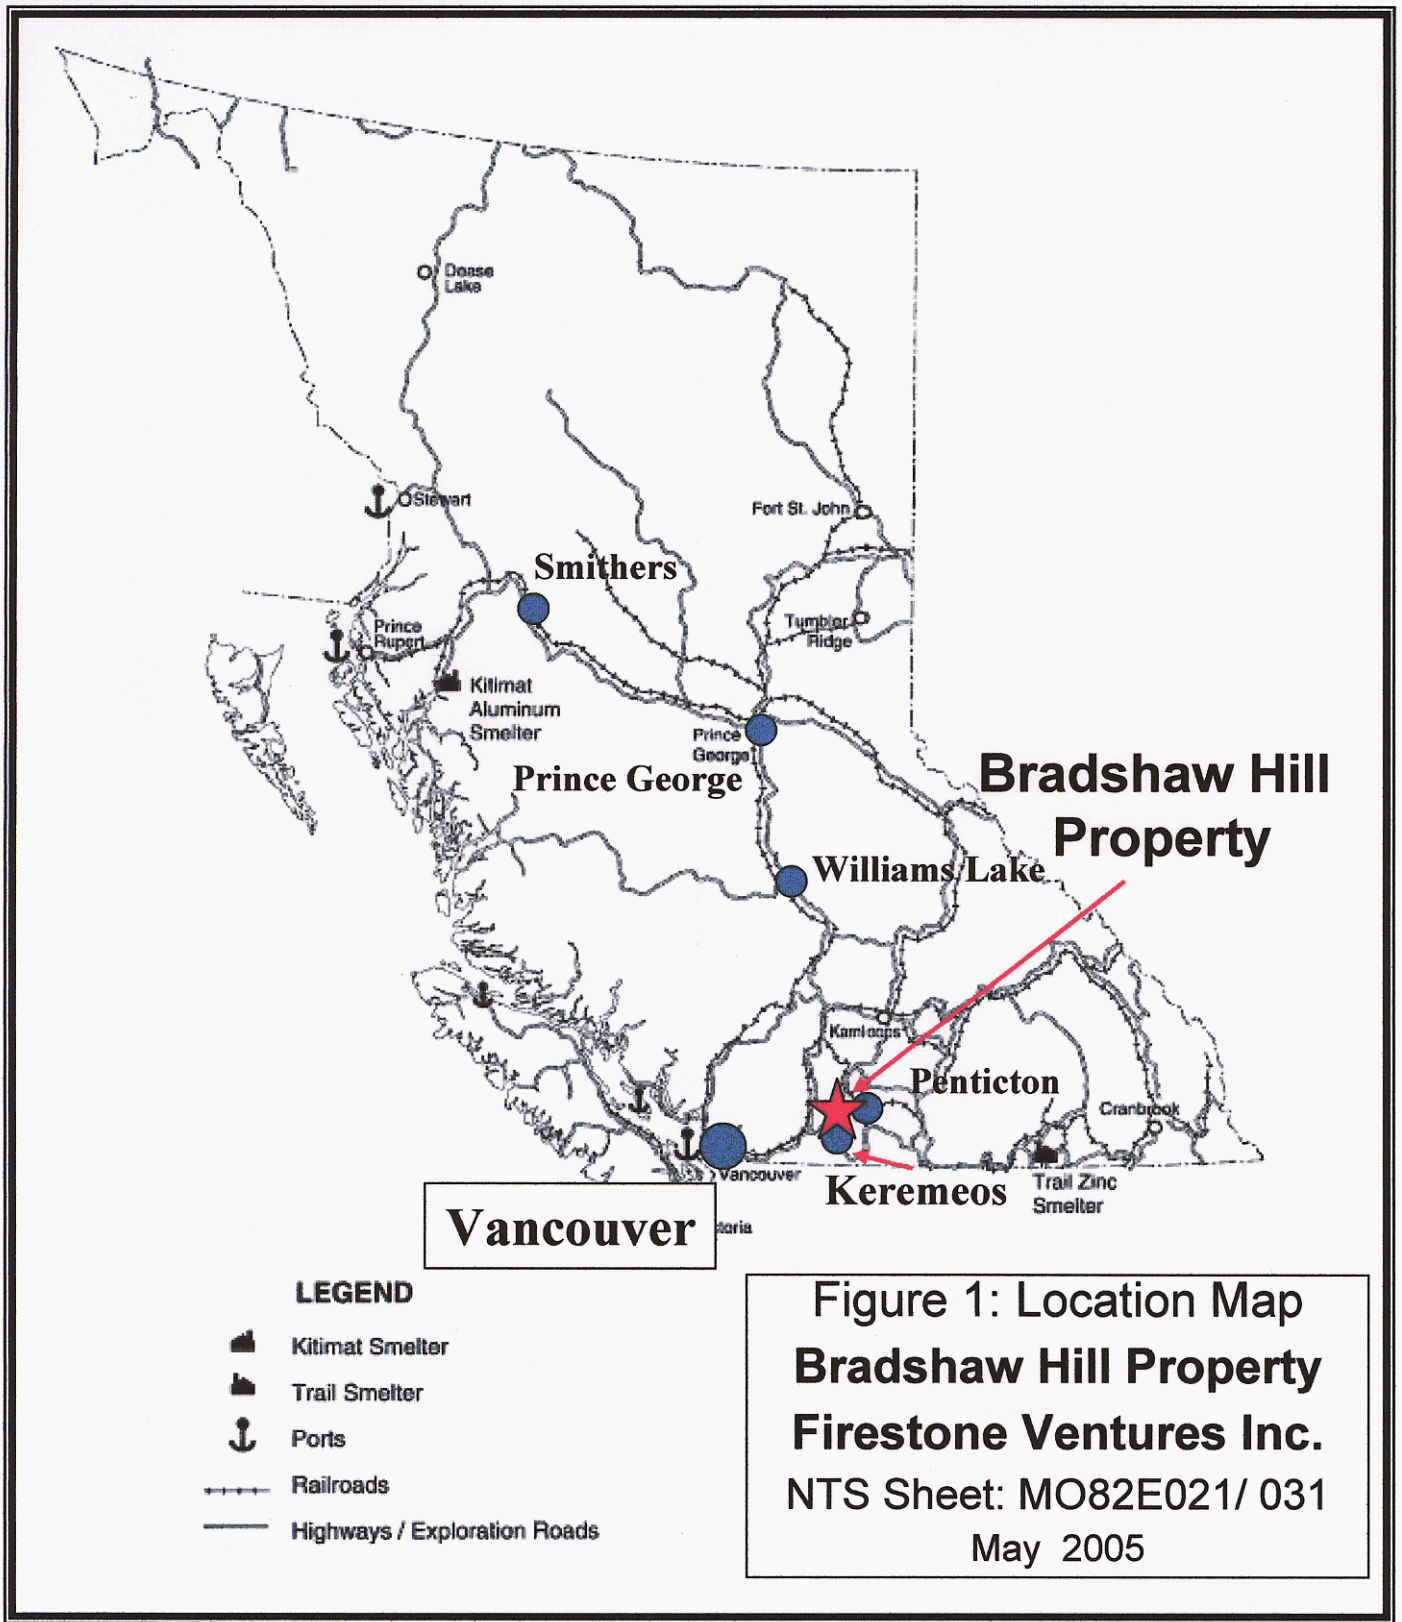 Dease
Lake
Stewart
Fort St. John
Smithers
Prince
Rupert
Tumbler
Ridge
Kitimat
Aluminum
Smelter
Prince
George
Prince George
Bradshaw Hill
Property
Williams Lake
Kamloops
Penticton
Cranbrook
Vancouver
Keremeos
Trail Zinc
Smelter
Vancouver
toria
LEGEND
Kitimat Smelter
Trail Smelter
Ports
Railroads
Highways / Exploration Roads
Figure 1: Location Map
Bradshaw Hill Property
Firestone Ventures Inc.
NTS Sheet: MO82E021/ 031
May 2005